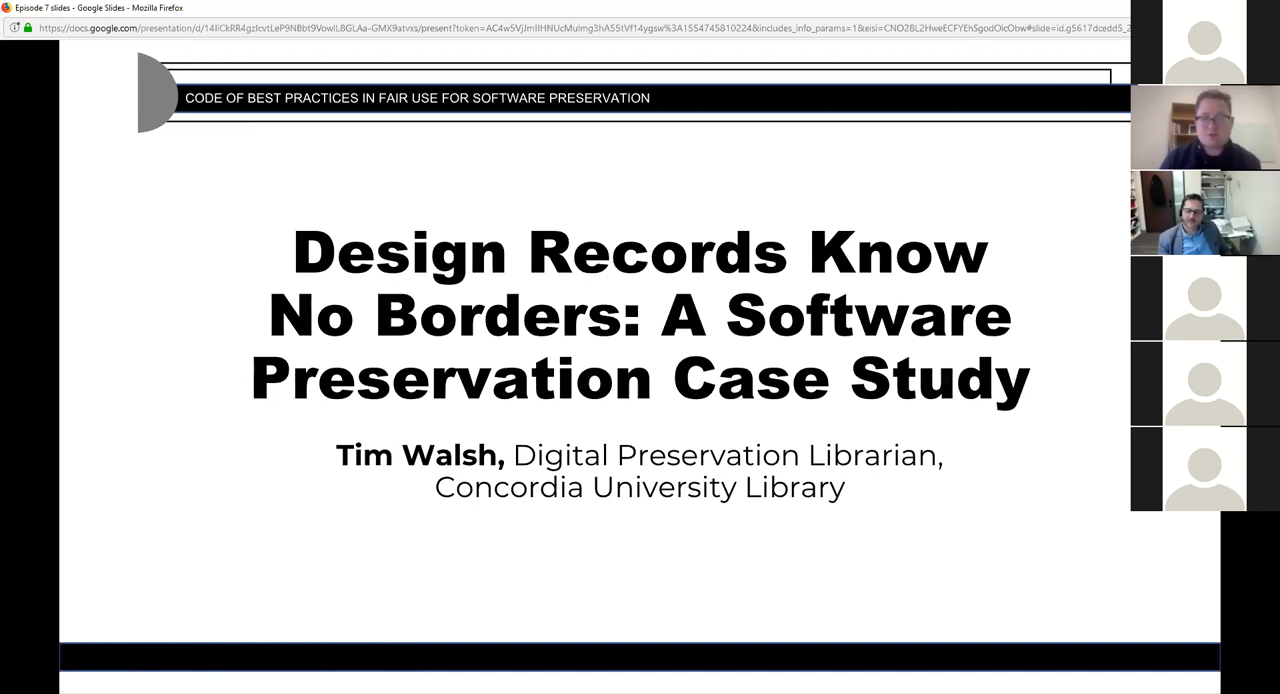 Episode 7 slides - Google Slides - Mozilla Firefox
CODE OF BEST PRACTICES IN FAIR USE FOR SOFTWARE PRESERVATION
Design Records Know
No Borders: A Software
Preservation Case Study
Tim Walsh, Digital Preservation Librarian,
Concordia University Library